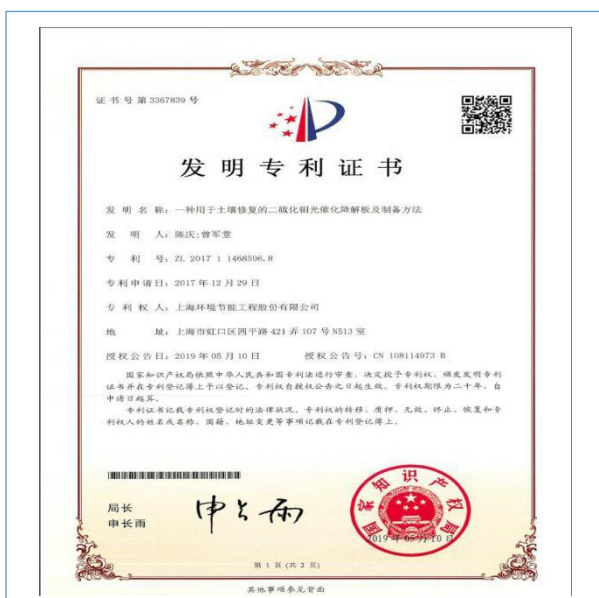 证书号第3367839号
发明专利证书
发明名称：一种用于土壤修复的二硫化钼光催化降解板及制备方法
发明人：陈庆;曾军堂
专利号：ZL 2017 1 1468596.8
专利申请日：2017年12月29日
专利权人：上海环境节能工程股份有限公司
地址：上海市虹口区四平路421弄107号N513室
授权公告日：2019年05月10日 授权公告号：CN 108114973 B
国家知识产权局依照中华人民共和国专利法进行审查，决定授予专利权，颁发发明专利
证书并在专利登记簿上予以登记。专利权自授权公告之日起生效。专利权期限为二十年，自
申请日起算。
专利证书记载专利权登记时的法律状况。专利权的转移、质押、无效、终止、恢复和专
利权人的姓名或名称、国籍、地址变更等事项记载在专利登记簿上。
局长
申长雨
申长雨
国家知识产权局
2019年05月10日
第1页(共2页)
其他事项参见背面